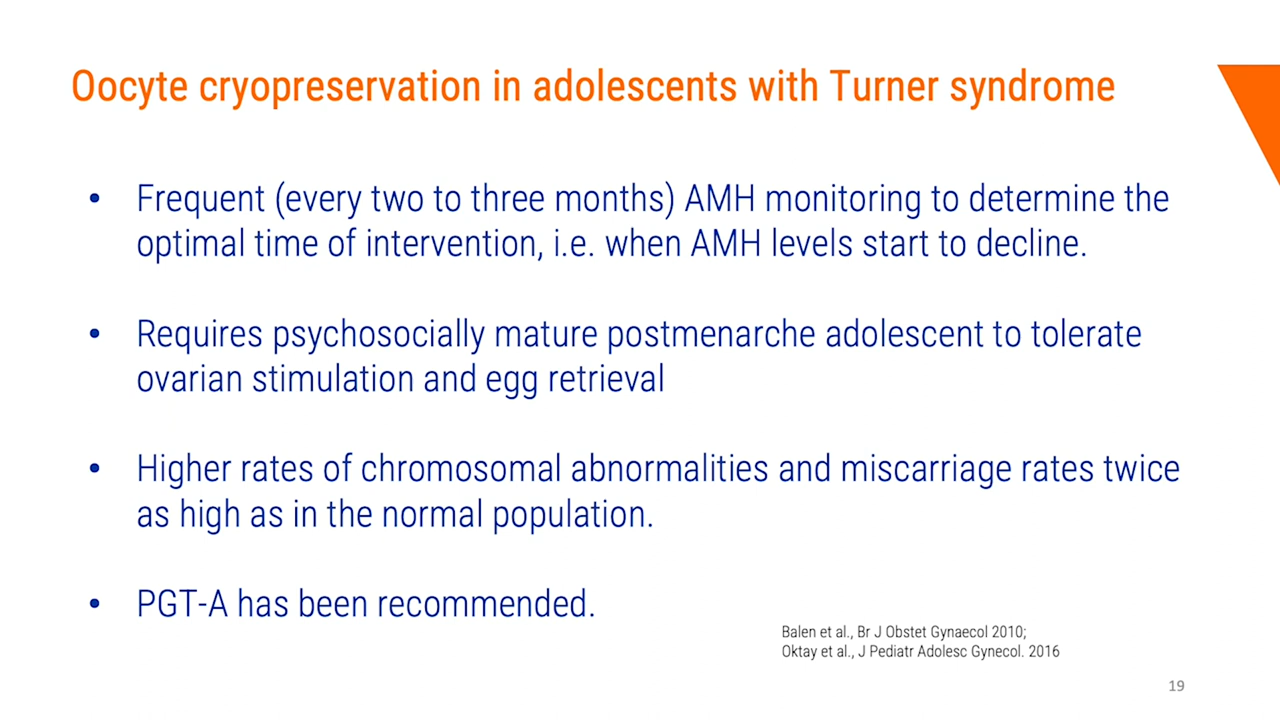 Oocyte cryopreservation in adolescents with Turner syndrome
• Frequent (every two to three months) AMH monitoring to determine the
optimal time of intervention, i.e. when AMH levels start to decline.
• Requires psychosocially mature postmenarche adolescent to tolerate
ovarian stimulation and egg retrieval
• Higher rates of chromosomal abnormalities and miscarriage rates twice
as high as in the normal population.
• PGT-A has been recommended.
Balen et al., Br J Obstet Gynaecol 2010;
Oktay et al., J Pediatr Adolesc Gynecol. 2016
19